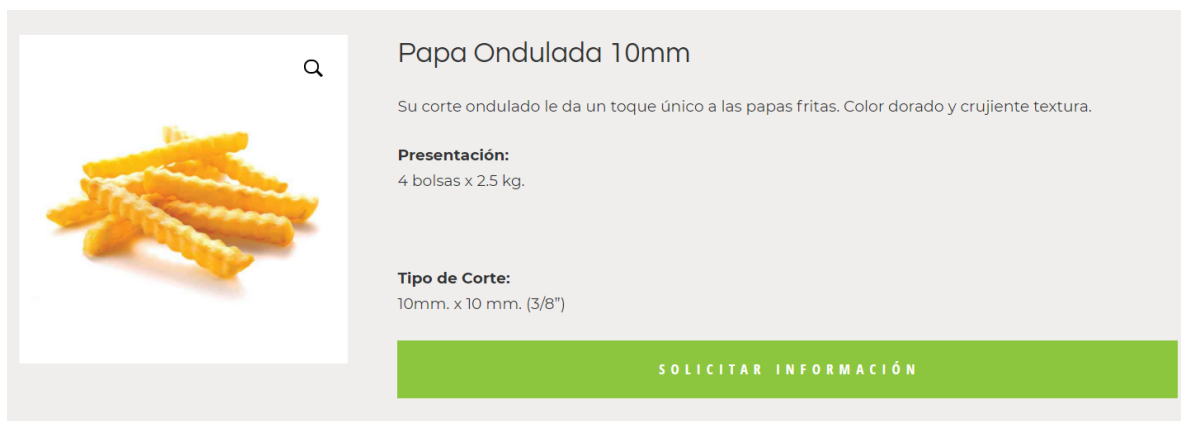 Papa Ondulada 10mm
Su corte ondulado le da un toque único a las papas fritas. Color dorado y crujiente textura.
Presentación:
4 bolsas x 2.5 kg.
Tipo de Corte:
10mm. x 10 mm. (3/8”)
SOLICITAR INFORMACIÓN